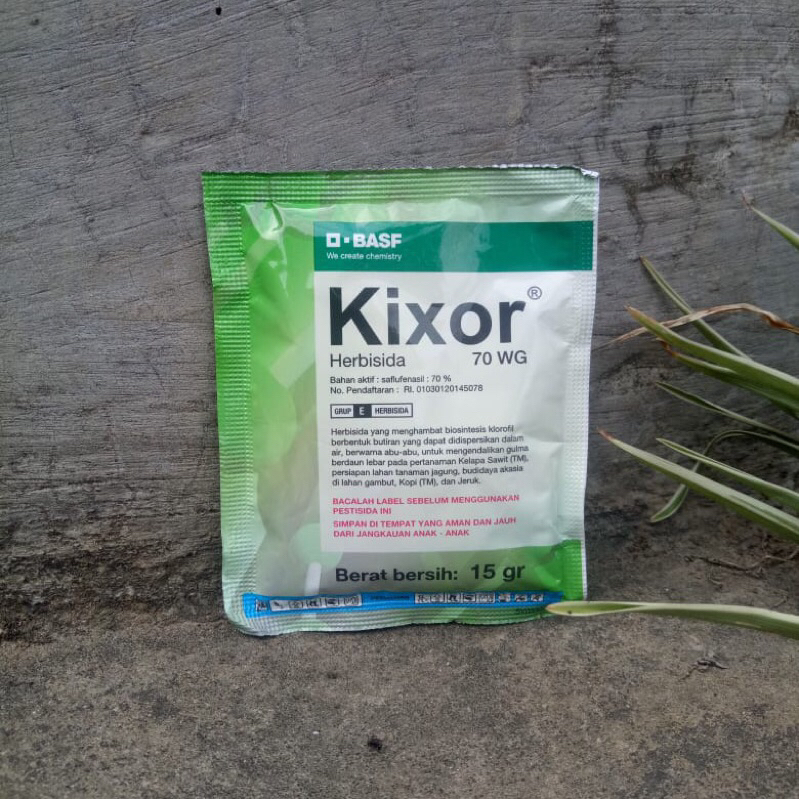 BASF
We create chemistry
Kixor®
Herbisida 70 WG
Bahan aktif : saflufenasil : 70 %
No. Pendaftaran : RI. 01030120145078
GRUP E HERBISIDA
Herbisida yang menghambat biosintesis klorofil
berbentuk butiran yang dapat didispersikan dalam
air, berwarna abu-abu, untuk mengendalikan gulma
berdaun lebar pada pertanaman Kelapa Sawit (TM),
persiapan lahan tanaman jagung, budidaya akasia
di lahan gambut, Kopi (TM), dan Jeruk.
BACALAH LABEL SEBELUM MENGGUNAKAN
PESTISIDA INI
SIMPAN DI TEMPAT YANG AMAN DAN JAUH
DARI JANGKAUAN ANAK - ANAK
Berat bersih: 15 gr